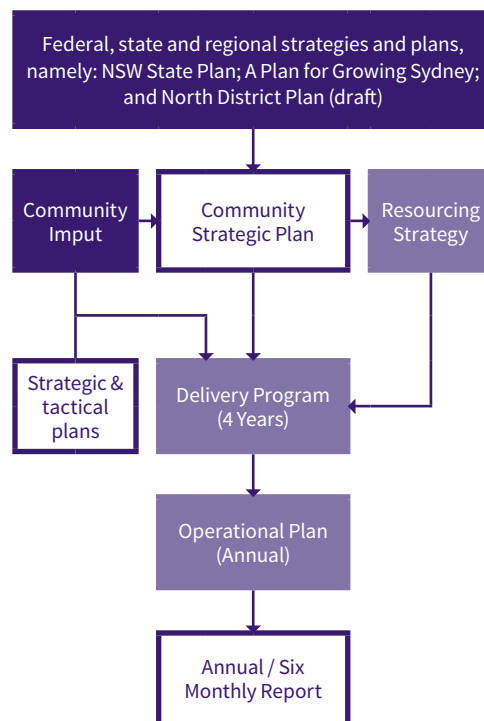 Federal, state and regional strategies and plans,
namely: NSW State Plan; A Plan for Growing Sydney;
and North District Plan (draft)
Community
Imput
Community
Strategic Plan
Resourcing
Strategy
Strategic &
tactical
plans
Delivery Program
(4 Years)
Operational Plan
(Annual)
Annual / Six
Monthly Report